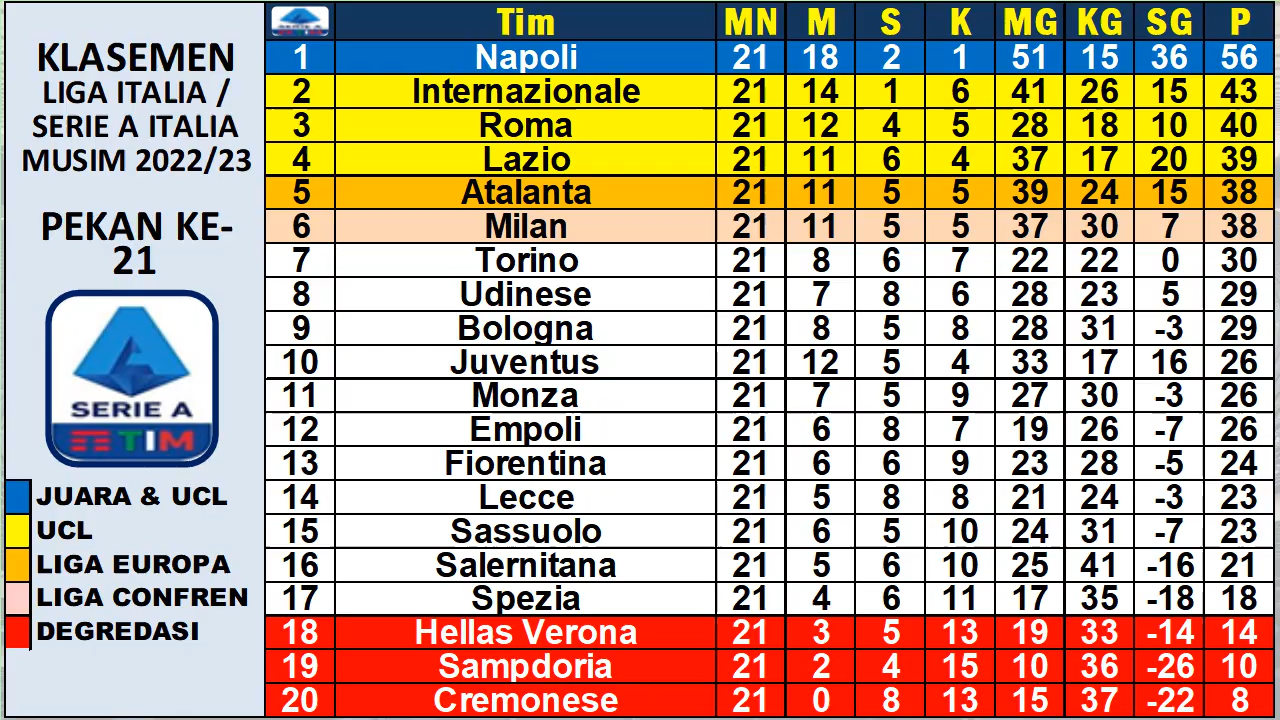 KLASEMEN
LIGA ITALIA /
SERIE A ITALIA
MUSIM 2022/23
PEKAN KE-
21
SERIE A
TIM
JUARA & UCL
UCL
LIGA EUROPA
LIGA CONFREN
DEGREDASI
SERIE A TIM Tim MN M S K MG KG SG P
1 Napoli 21 18 2 1 51 15 36 56
2 Internazionale 21 14 1 6 41 26 15 43
3 Roma 21 12 4 5 28 18 10 40
4 Lazio 21 11 6 4 37 17 20 39
5 Atalanta 21 11 5 5 39 24 15 38
6 Milan 21 11 5 5 37 30 7 38
7 Torino 21 8 6 7 22 22 0 30
8 Udinese 21 7 8 6 28 23 5 29
9 Bologna 21 8 5 8 28 31 -3 29
10 Juventus 21 12 5 4 33 17 16 26
11 Monza 21 7 5 9 27 30 -3 26
12 Empoli 21 6 8 7 19 26 -7 26
13 Fiorentina 21 6 6 9 23 28 -5 24
14 Lecce 21 5 8 8 21 24 -3 23
15 Sassuolo 21 6 5 10 24 31 -7 23
16 Salernitana 21 5 6 10 25 41 -16 21
17 Spezia 21 4 6 11 17 35 -18 18
18 Hellas Verona 21 3 5 13 19 33 -14 14
19 Sampdoria 21 2 4 15 10 36 -26 10
20 Cremonese 21 0 8 13 15 37 -22 8